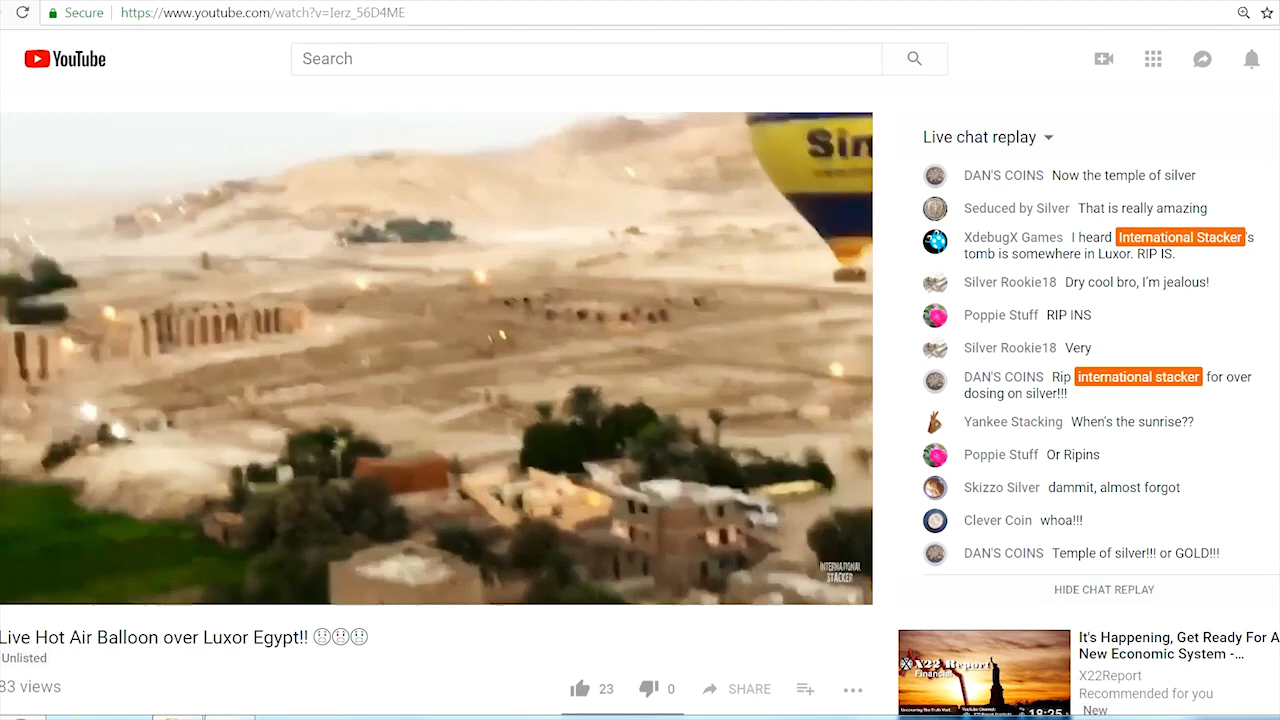 Secure https://www.youtube.com/watch?v=Ierz_56D4ME
YouTube
Search
Sin
INTERNATIONAL
STACKER
Live chat replay
DAN'S COINS Now the temple of silver
Seduced by Silver That is really amazing
XdebugX Games I heard International Stacker's
tomb is somewhere in Luxor. RIP IS.
Silver Rookie18 Dry cool bro, I'm jealous!
Poppie Stuff RIP INS
Silver Rookie18 Very
DAN'S COINS Rip international stacker for over
dosing on silver!!!
Yankee Stacking When's the sunrise??
Poppie Stuff Or Ripins
Skizzo Silver dammit, almost forgot
Clever Coin whoa!!!
DAN'S COINS Temple of silver!!! or GOLD!!!
HIDE CHAT REPLAY
Live Hot Air Balloon over Luxor Egypt!!
Unlisted
83 views
23 0 SHARE
X22 Report
Financial
18:25
It's Happening, Get Ready For A
New Economic System -...
X22Report
Recommended for you
New